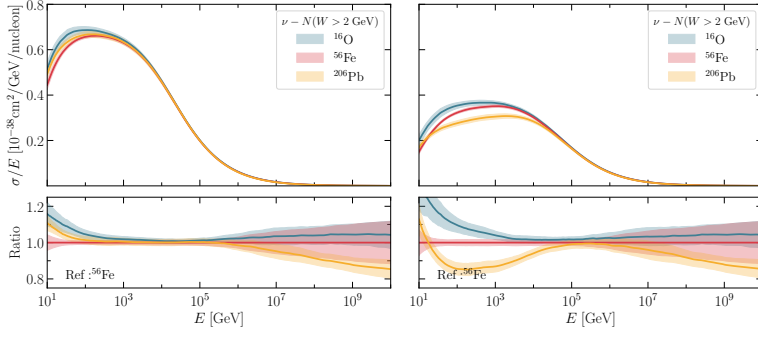 0.8
0.6
0.4
0.2
σ/E [10⁻³⁸cm²/GeV/nucleon]
ν − N(W > 2 GeV)
¹⁶O
⁵⁶Fe
²⁰⁶Pb
ν − N(W > 2 GeV)
¹⁶O
⁵⁶Fe
²⁰⁶Pb
1.2
1.0
0.8
Ratio
Ref :⁵⁶Fe
Ref :⁵⁶Fe
10¹ 10³ 10⁵ 10⁷ 10⁹
E [GeV]
10¹ 10³ 10⁵ 10⁷ 10⁹
E [GeV]